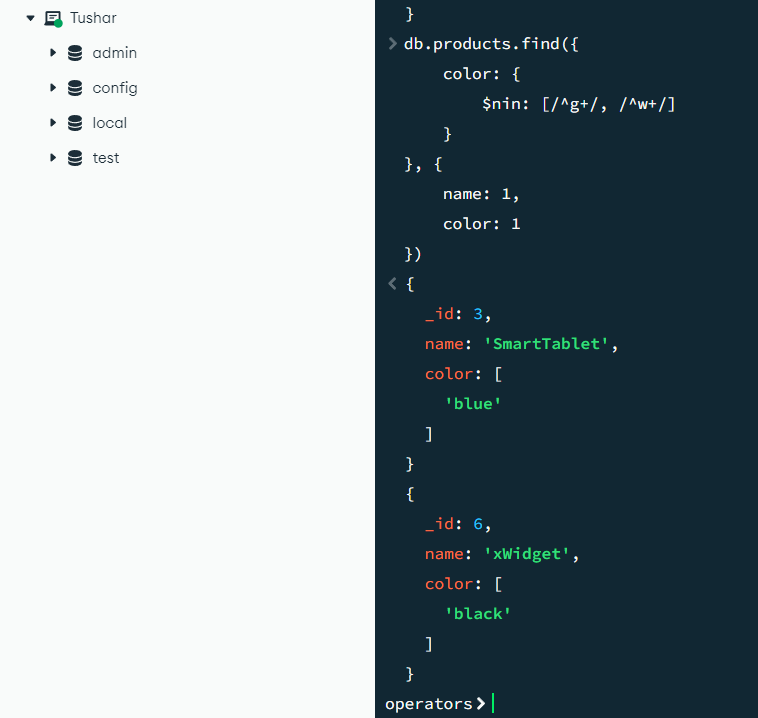 Tushar
admin
config
local
test
}
> db.products.find({
color: {
$nin: [/^g+/, /^w+/]
}
}, {
name: 1,
color: 1
})
< {
_id: 3,
name: 'SmartTablet',
color: [
'blue'
]
}
{
_id: 6,
name: 'xWidget',
color: [
'black'
]
}
operators>